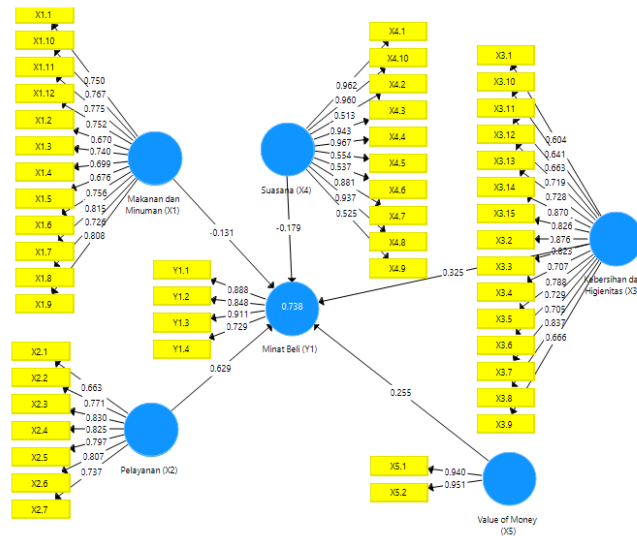 X1.1
X1.10
X1.11
X1.12
X1.2
X1.3
X1.4
X1.5
X1.6
X1.7
X1.8
X1.9
0.750
0.767
0.775
0.752
0.670
0.740
0.699
0.676
0.756
0.815
0.726
0.808
Makanan dan
Minuman (X1)
-0.131
X4.1
X4.10
X4.2
X4.3
X4.4
X4.5
X4.6
X4.7
X4.8
X4.9
0.962
0.960
0.513
0.943
0.967
0.554
0.537
0.881
0.937
0.525
Suasana (X4)
-0.179
X3.1
X3.10
X3.11
X3.12
X3.13
X3.14
X3.15
X3.2
X3.3
X3.4
X3.5
X3.6
X3.7
X3.8
X3.9
0.604
0.641
0.663
0.719
0.728
0.870
0.826
0.876
0.823
0.707
0.788
0.729
0.705
0.837
0.666
Kebersihan da
Higienitas (X3
0.325
Y1.1
Y1.2
Y1.3
Y1.4
0.888
0.848
0.911
0.729
0.738
Minat Beli (Y1)
X2.1
X2.2
X2.3
X2.4
X2.5
X2.6
X2.7
0.663
0.771
0.830
0.825
0.797
0.807
0.737
Pelayanan (X2)
0.629
0.255
X5.1
X5.2
0.940
0.951
Value of Money
(X5)